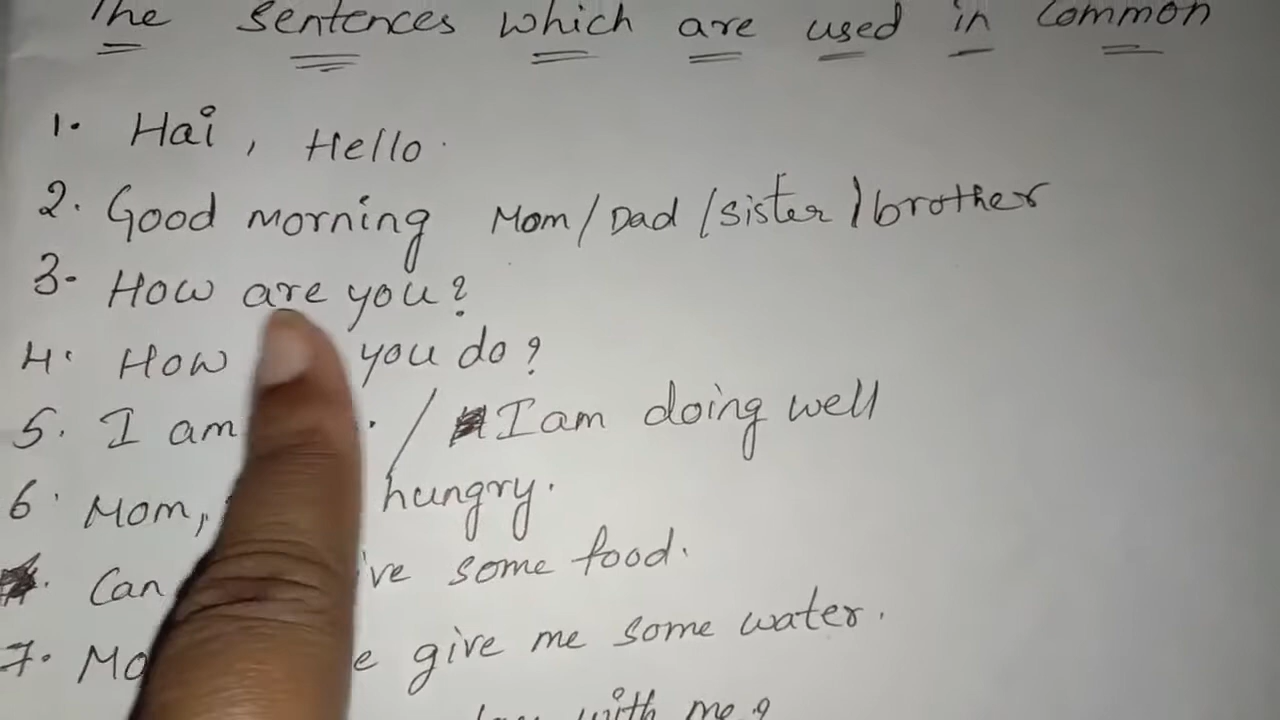 The sentences which are used in common
1. Hai, Hello.
2. Good morning Mom/Dad/sister/brother
3. How are you?
4. How you do?
5. I am / I am doing well
6. Mom, hungry.
Can some food.
7. give me some water.
with me?